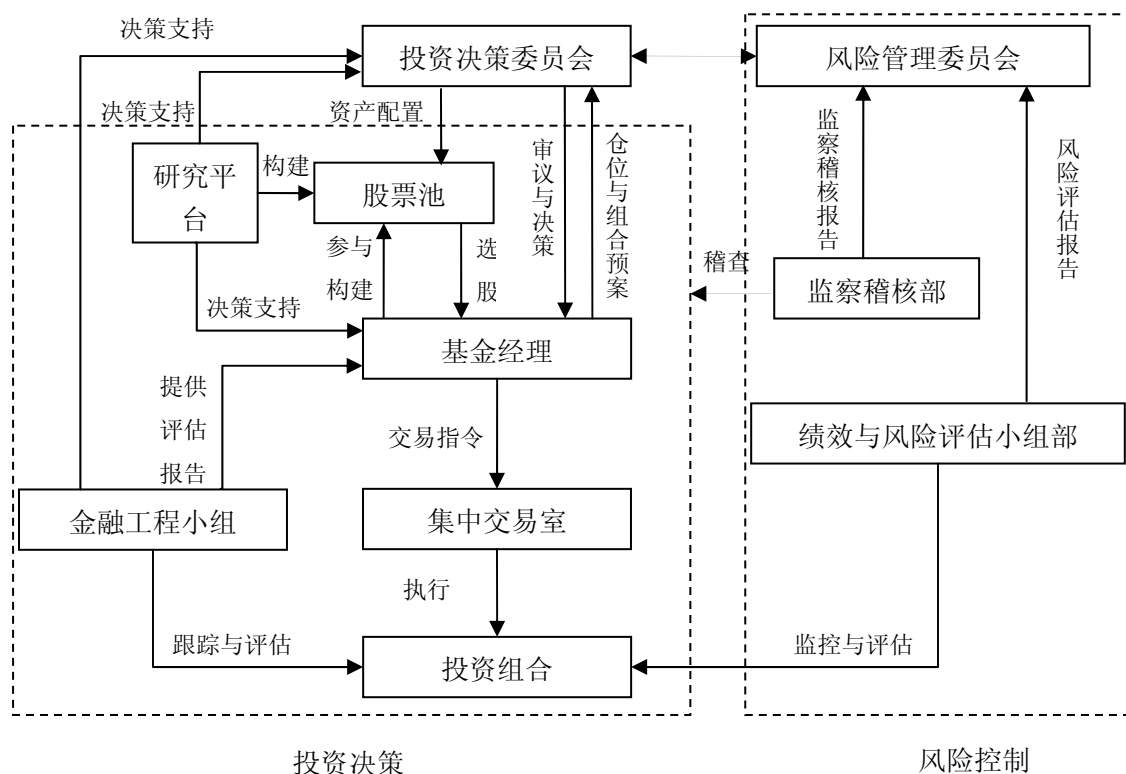 决策支持
投资决策委员会
风险管理委员会
决策支持
资产配置
审议与决策
仓位与组合预案
监察稽核报告
风险评估报告
研究平
台
构建
股票池
参与
构建
选
股
稽查
监察稽核部
决策支持
基金经理
提供
评估
报告
交易指令
绩效与风险评估小组部
金融工程小组
集中交易室
执行
跟踪与评估
投资组合
监控与评估
投资决策
风险控制